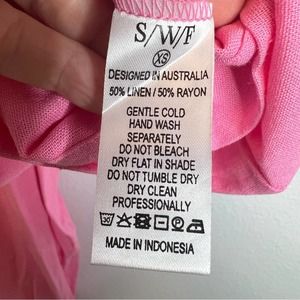 S/W/F
XS
DESIGNED IN AUSTRALIA
50% LINEN / 50% RAYON
GENTLE COLD
HAND WASH
SEPARATELY
DO NOT BLEACH
DRY FLAT IN SHADE
DO NOT TUMBLE DRY
DRY CLEAN
PROFESSIONALLY
MADE IN INDONESIA